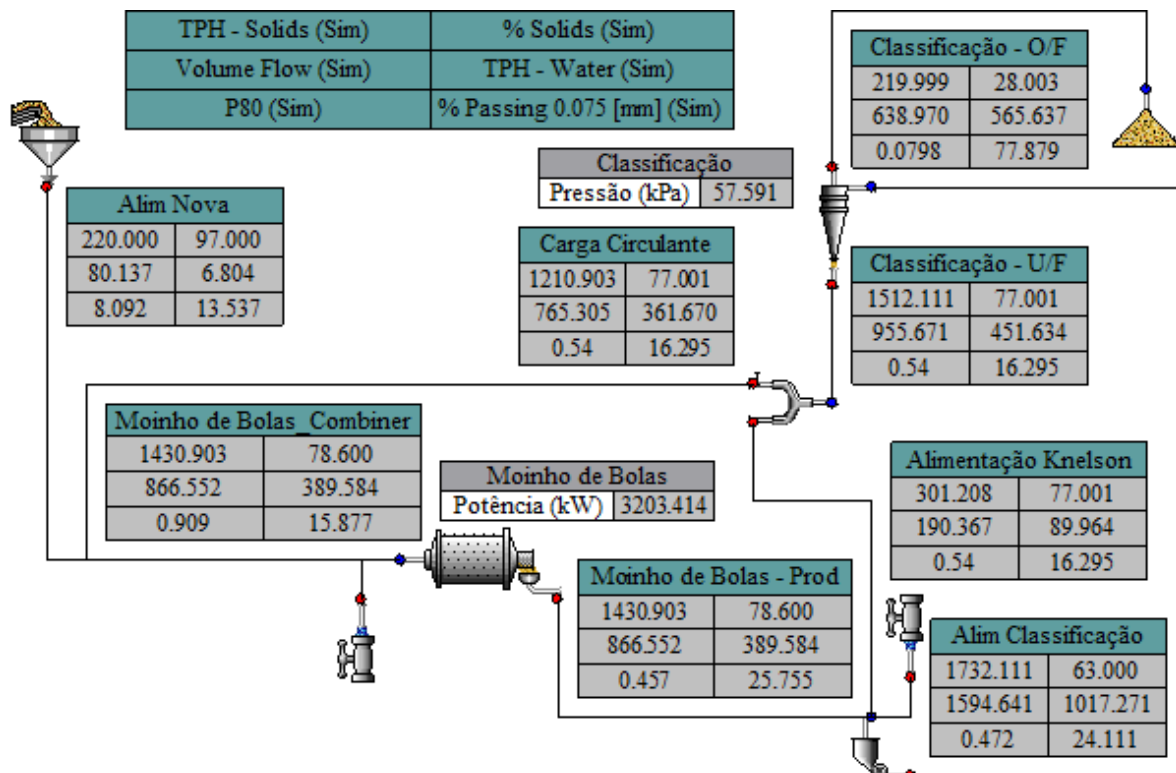 TPH - Solids (Sim) % Solids (Sim)
Volume Flow (Sim) TPH - Water (Sim)
P80 (Sim) % Passing 0.075 [mm] (Sim)
Classificação - O/F
219.999 28.003
638.970 565.637
0.0798 77.879
Classificação
Pressão (kPa) 57.591
Alim Nova
220.000 97.000
80.137 6.804
8.092 13.537
Carga Circulante
1210.903 77.001
765.305 361.670
0.54 16.295
Classificação - U/F
1512.111 77.001
955.671 451.634
0.54 16.295
Moinho de Bolas_Combiner
1430.903 78.600
866.552 389.584
0.909 15.877
Moinho de Bolas
Potência (kW) 3203.414
Alimentação Knelson
301.208 77.001
190.367 89.964
0.54 16.295
Moinho de Bolas - Prod
1430.903 78.600
866.552 389.584
0.457 25.755
Alim Classificação
1732.111 63.000
1594.641 1017.271
0.472 24.111